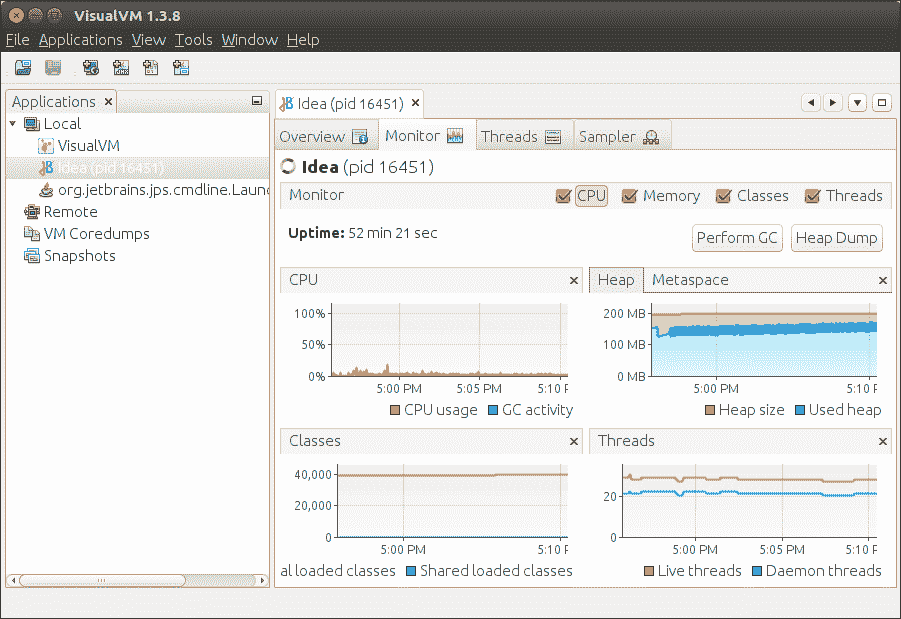 VisualVM 1.3.8
File Applications View Tools Window Help
Applications
Idea (pid 16451)
Local
VisualVM
Idea (pid 16451)
org.jetbrains.jps.cmdline.Laun
Remote
VM Coredumps
Snapshots
Overview Monitor Threads Sampler
Idea (pid 16451)
Monitor CPU Memory Classes Threads
Uptime: 52 min 21 sec
Perform GC Heap Dump
CPU
100%
50%
0%
5:00 PM 5:05 PM 5:10 P
CPU usage GC activity
Heap Metaspace
200 MB
100 MB
0 MB
5:00 PM 5:10 P
Heap size Used heap
Classes
40,000
20,000
0
5:00 PM 5:10 P
al loaded classes Shared loaded classes
Threads
20
0
5:00 PM 5:05 PM 5:10 P
Live threads Daemon threads